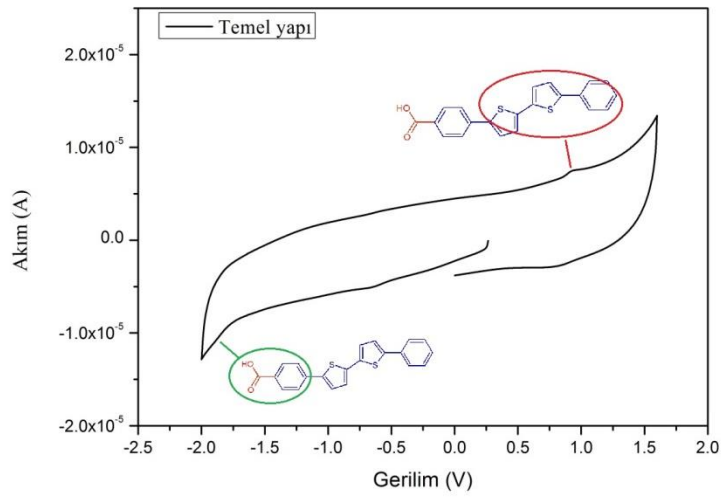 Temel yapı
2.0x10⁻⁵
1.0x10⁻⁵
0.0
-1.0x10⁻⁵
-2.0x10⁻⁵
Akım (A)
HO
O
S
S
HO
O
S
S
-2.5 -2.0 -1.5 -1.0 -0.5 0.0 0.5 1.0 1.5 2.0
Gerilim (V)